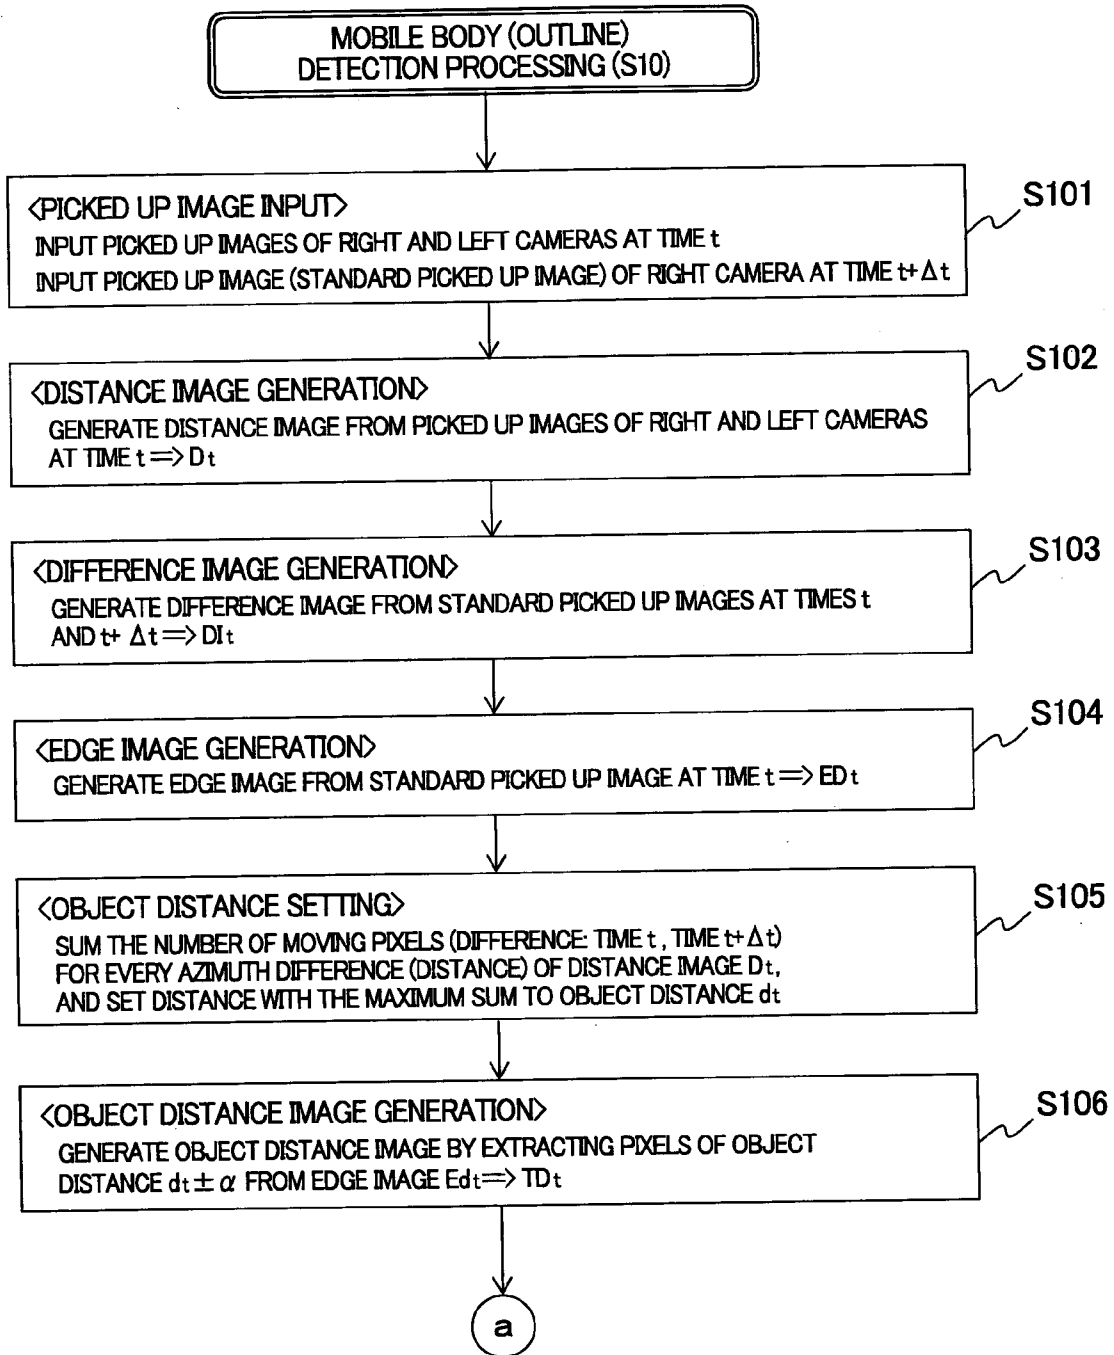 MOBILE BODY (OUTLINE)
DETECTION PROCESSING (S10)
<PICKED UP IMAGE INPUT>
INPUT PICKED UP IMAGES OF RIGHT AND LEFT CAMERAS AT TIME t
INPUT PICKED UP IMAGE (STANDARD PICKED UP IMAGE) OF RIGHT CAMERA AT TIME t+Δt
S101
<DISTANCE IMAGE GENERATION>
GENERATE DISTANCE IMAGE FROM PICKED UP IMAGES OF RIGHT AND LEFT CAMERAS
AT TIME t⇒Dt
S102
<DIFFERENCE IMAGE GENERATION>
GENERATE DIFFERENCE IMAGE FROM STANDARD PICKED UP IMAGES AT TIMES t
AND t+ Δt⇒DIt
S103
<EDGE IMAGE GENERATION>
GENERATE EDGE IMAGE FROM STANDARD PICKED UP IMAGE AT TIME t⇒EDt
S104
<OBJECT DISTANCE SETTING>
SUM THE NUMBER OF MOVING PIXELS (DIFFERENCE: TIME t, TIME t+Δt)
FOR EVERY AZIMUTH DIFFERENCE (DISTANCE) OF DISTANCE IMAGE Dt,
AND SET DISTANCE WITH THE MAXIMUM SUM TO OBJECT DISTANCE dt
S105
<OBJECT DISTANCE IMAGE GENERATION>
GENERATE OBJECT DISTANCE IMAGE BY EXTRACTING PIXELS OF OBJECT
DISTANCE dt±α FROM EDGE IMAGE Edt⇒TDt
S106
a